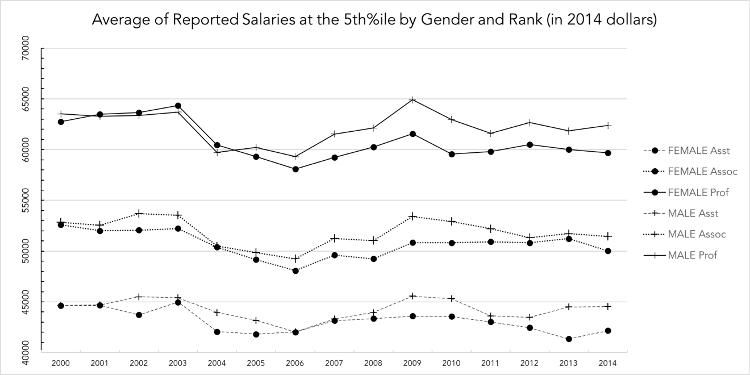 Average of Reported Salaries at the 5th%ile by Gender and Rank (in 2014 dollars)
70000
65000
60000
55000
50000
45000
40000
2000 2001 2002 2003 2004 2005 2006 2007 2008 2009 2010 2011 2012 2013 2014
FEMALE Asst
FEMALE Assoc
FEMALE Prof
MALE Asst
MALE Assoc
MALE Prof